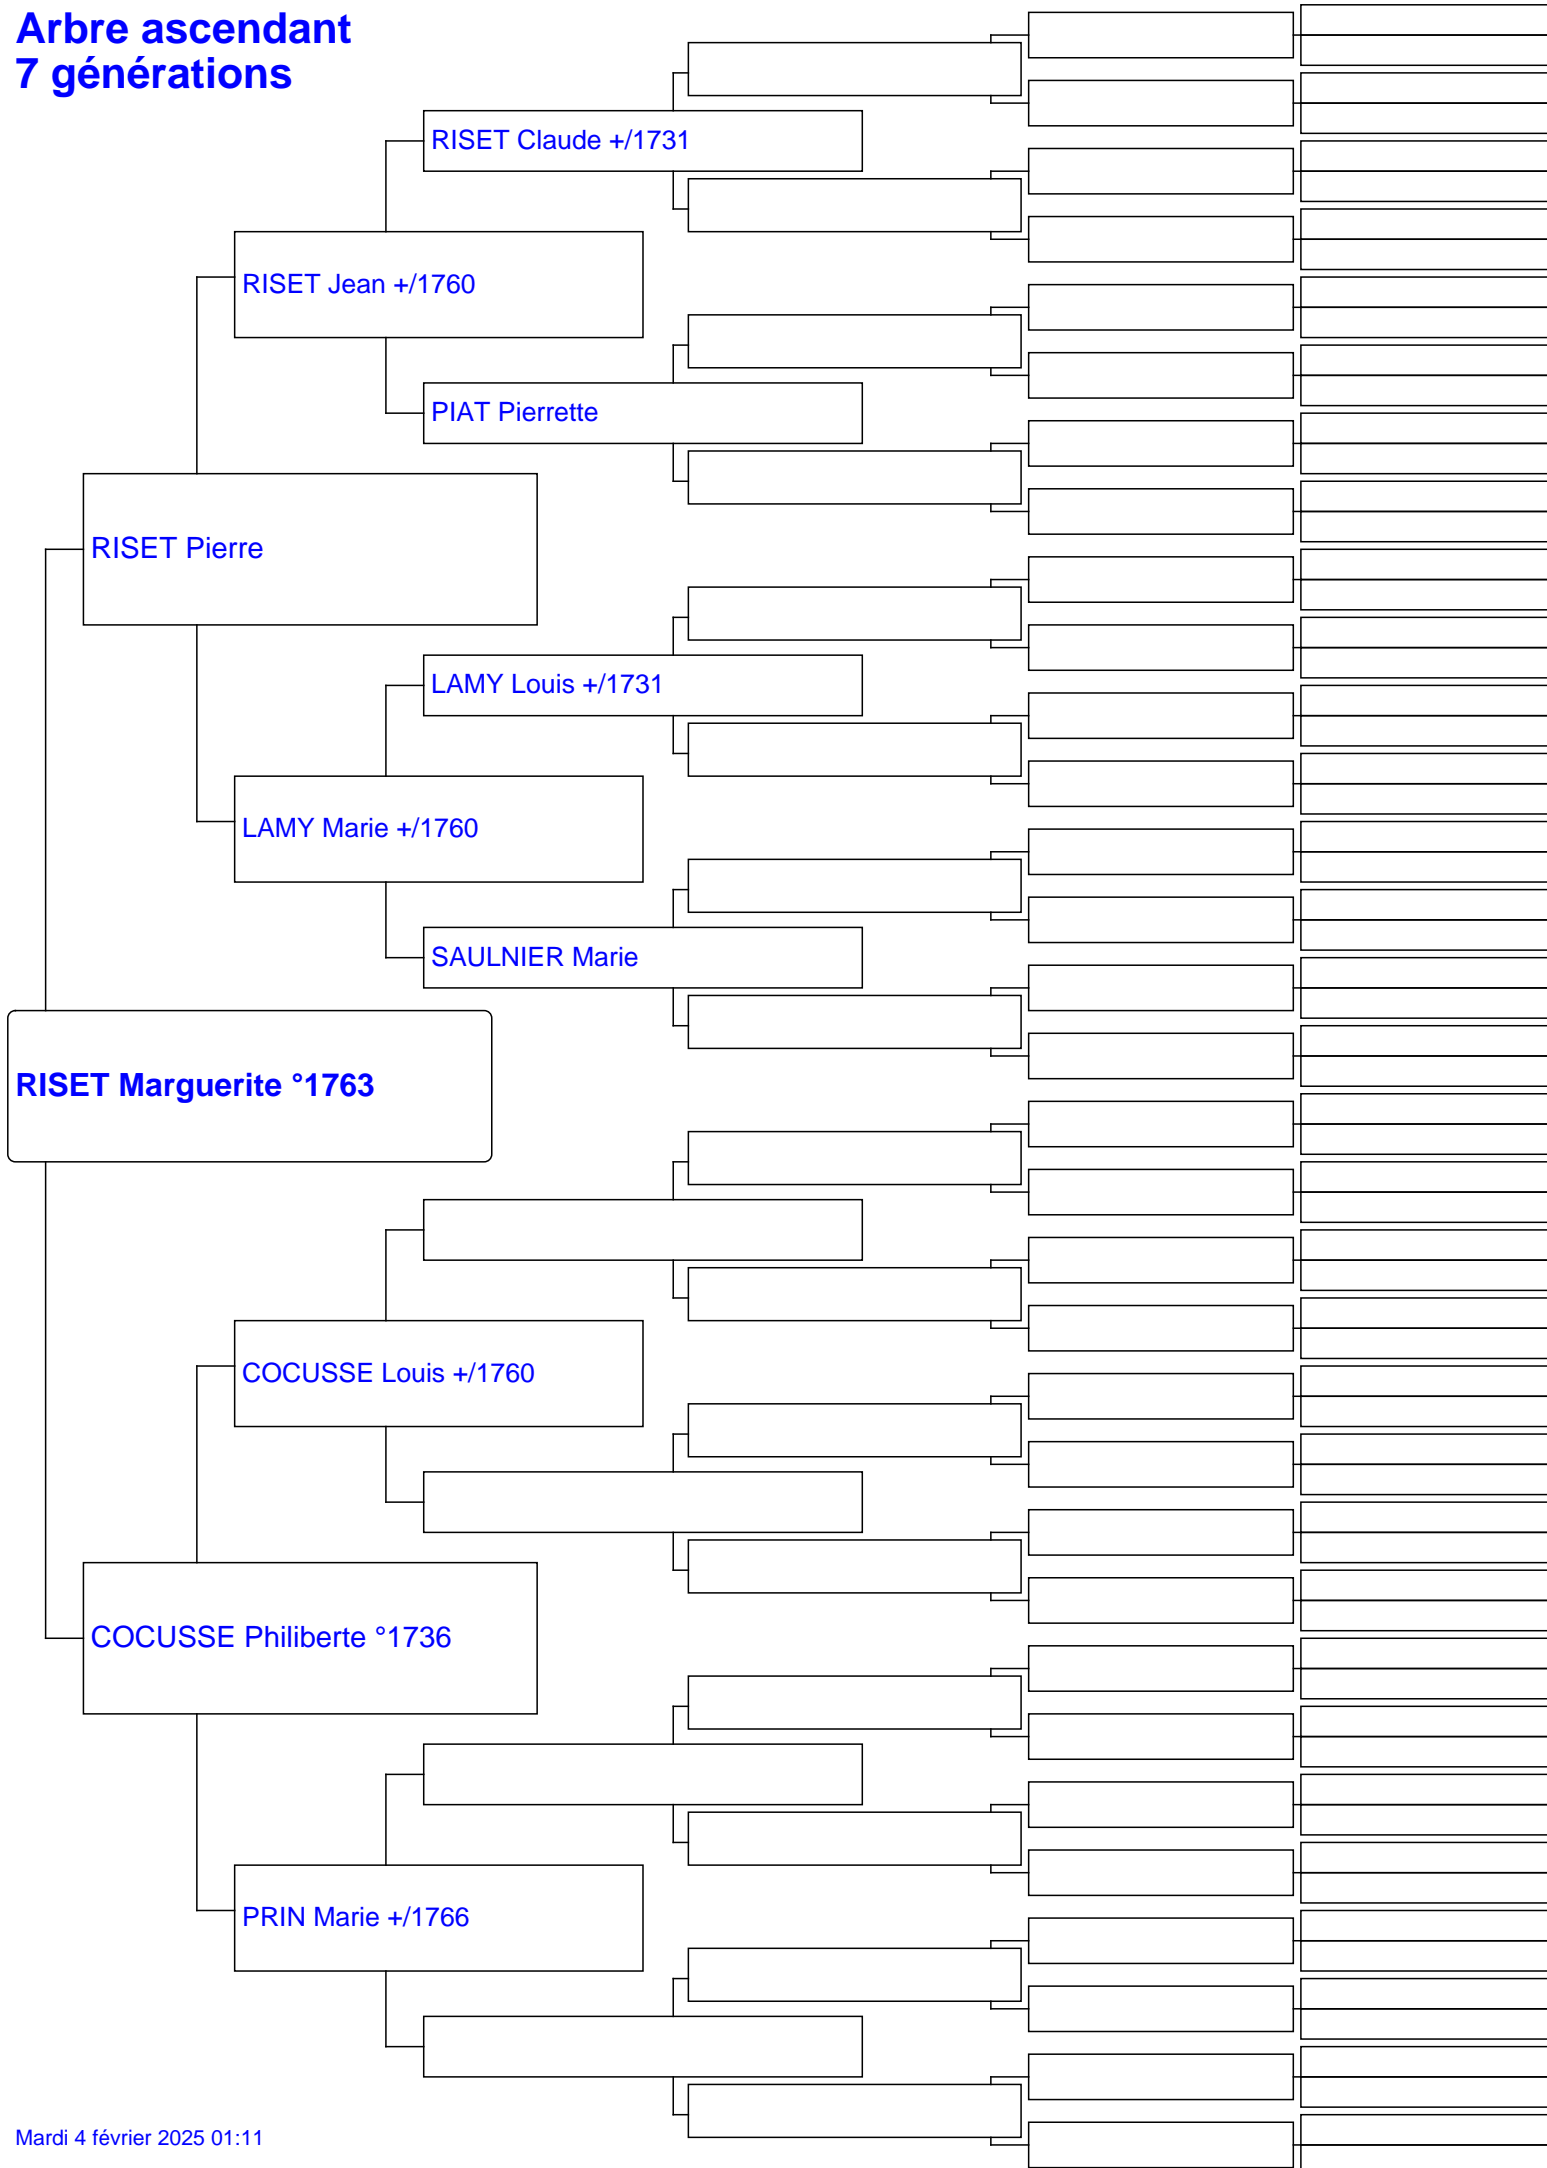 Arbre ascendant
7 générations
RISET Claude +/1731
RISET Jean +/1760
PIAT Pierrette
RISET Pierre
LAMY Louis +/1731
LAMY Marie +/1760
SAULNIER Marie
RISET Marguerite °1763
COCUSSE Louis +/1760
COCUSSE Philiberte °1736
PRIN Marie +/1766
Mardi 4 février 2025 01:11